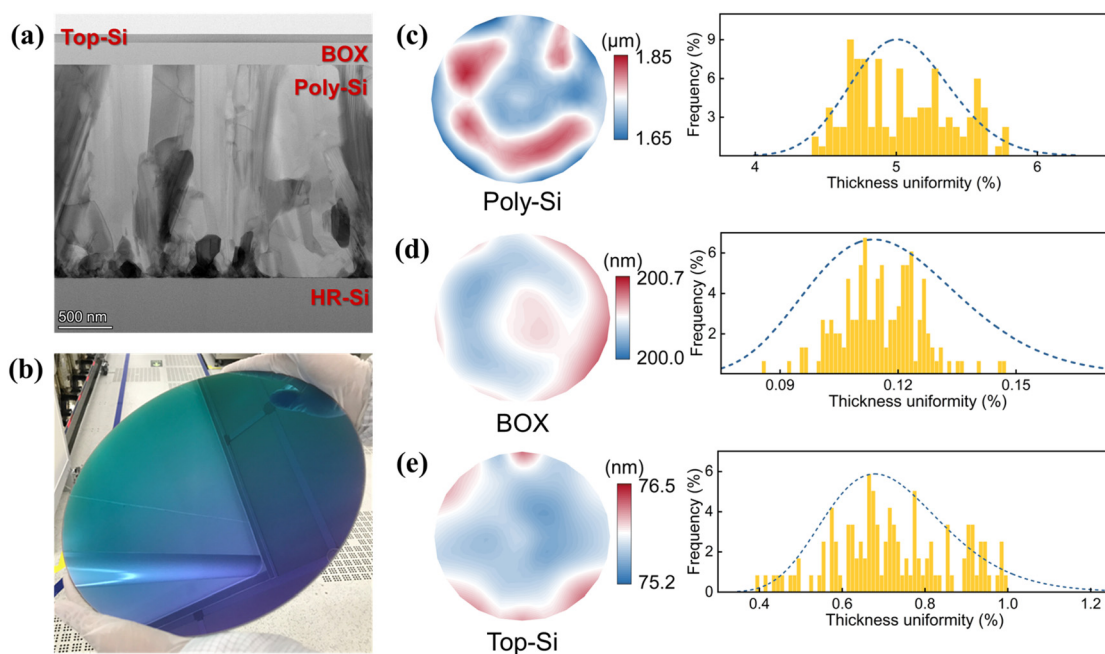 (a)
Top-Si
BOX
Poly-Si
HR-Si
500 nm
(b)
(c)
(µm)
1.85
1.65
Poly-Si
Frequency (%)
9
6
3
4
5
6
Thickness uniformity (%)
(d)
(nm)
200.7
200.0
BOX
Frequency (%)
6
4
2
0.09
0.12
0.15
Thickness uniformity (%)
(e)
(nm)
76.5
75.2
Top-Si
Frequency (%)
6
4
2
0
0.4
0.6
0.8
1.0
1.2
Thickness uniformity (%)